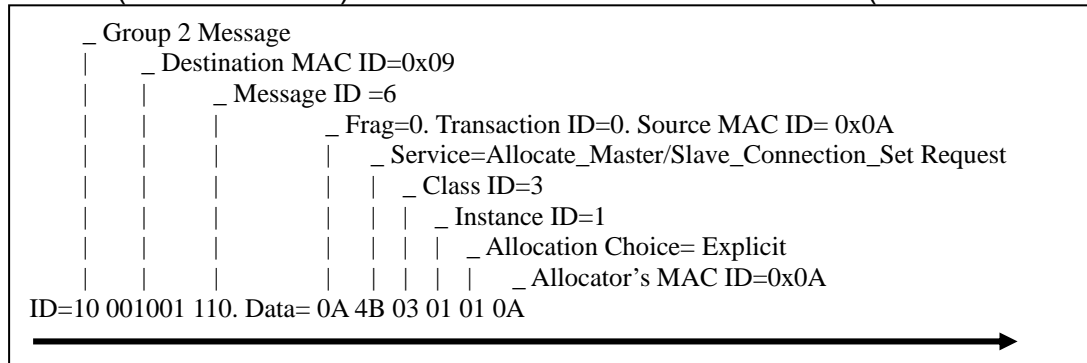 _ Group 2 Message
| _ Destination MAC ID=0x09
| | _ Message ID =6
| | | _ Frag=0. Transaction ID=0. Source MAC ID= 0x0A
| | | | _ Service=Allocate_Master/Slave_Connection_Set Request
| | | | | _ Class ID=3
| | | | | | _ Instance ID=1
| | | | | | | _ Allocation Choice= Explicit
| | | | | | | | _ Allocator’s MAC ID=0x0A
ID=10 001001 110. Data= 0A 4B 03 01 01 0A